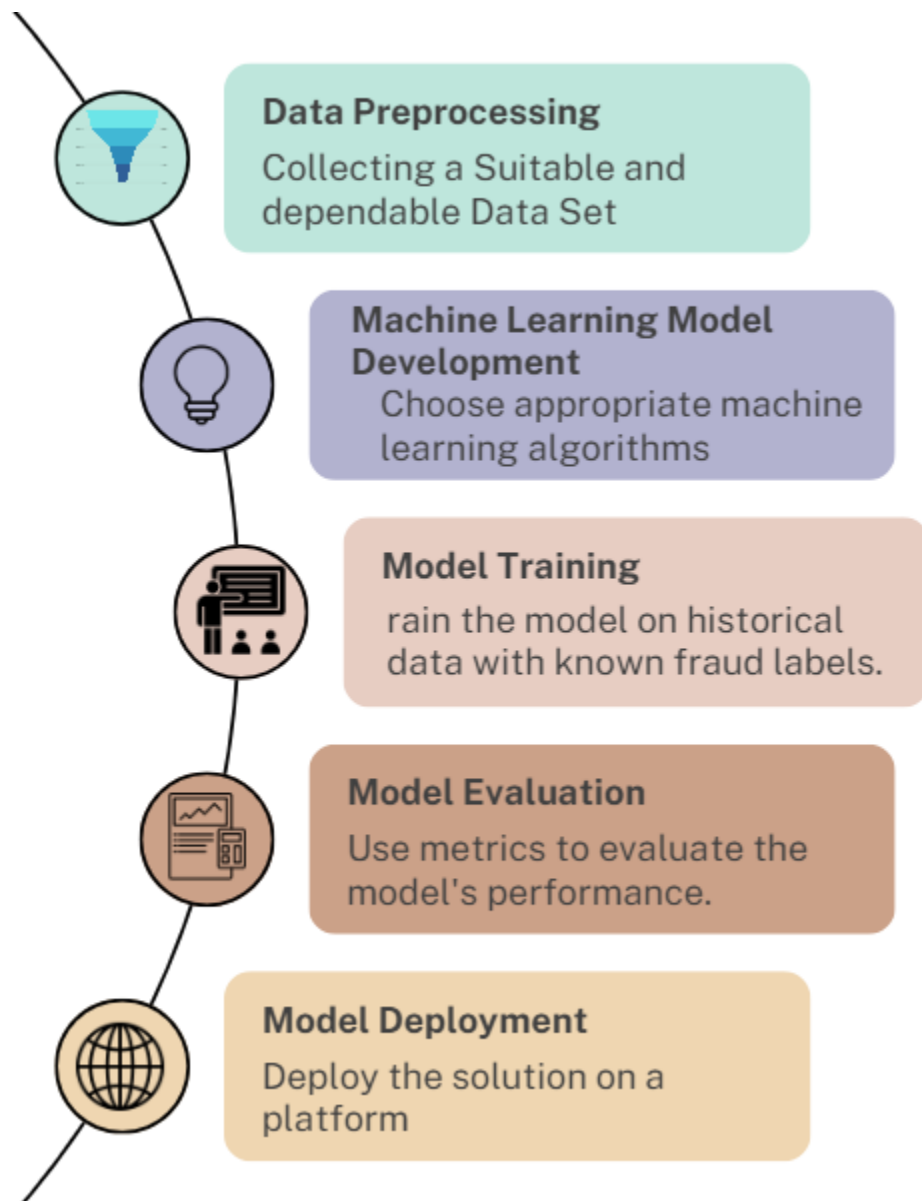 Data Preprocessing
Collecting a Suitable and
dependable Data Set
Machine Learning Model
Development
Choose appropriate machine
learning algorithms
Model Training
rain the model on historical
data with known fraud labels.
Model Evaluation
Use metrics to evaluate the
model's performance.
Model Deployment
Deploy the solution on a
platform